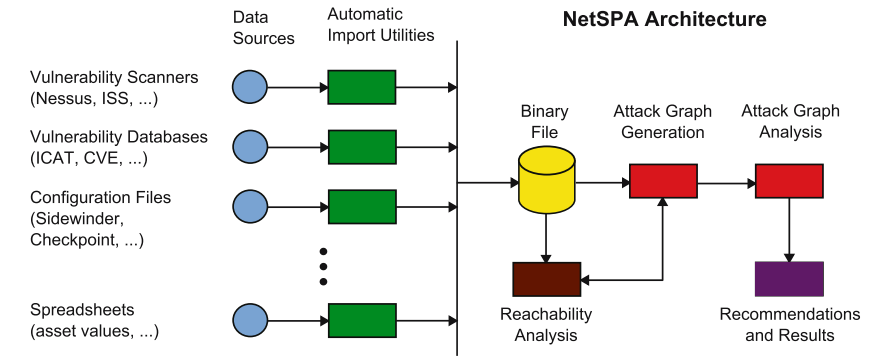 Data
Sources
Automatic
Import Utilities
NetSPA Architecture
Vulnerability Scanners
(Nessus, ISS, ...)
Vulnerability Databases
(ICAT, CVE, ...)
Configuration Files
(Sidewinder,
Checkpoint, ...)
Spreadsheets
(asset values, ...)
Binary
File
Attack Graph
Generation
Attack Graph
Analysis
Reachability
Analysis
Recommendations
and Results